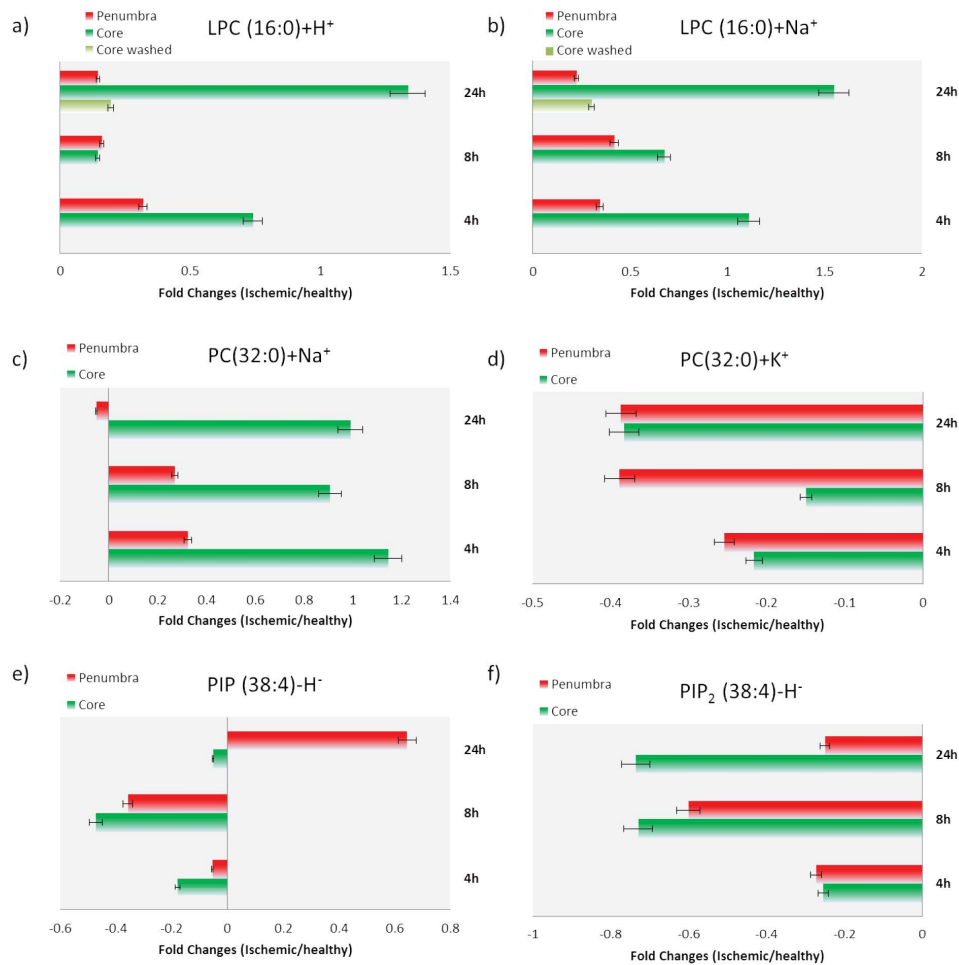 a)
Penumbra
Core
Core washed
LPC (16:0)+H⁺
24h
8h
4h
0 0.5 1 1.5
Fold Changes (Ischemic/healthy)
b)
Penumbra
Core
Core washed
LPC (16:0)+Na⁺
24h
8h
4h
0 0.5 1 1.5 2
Fold Changes (Ischemic/healthy)
c)
Penumbra
Core
PC(32:0)+Na⁺
24h
8h
4h
-0.2 0 0.2 0.4 0.6 0.8 1 1.2 1.4
Fold Changes (Ischemic/healthy)
d)
Penumbra
Core
PC(32:0)+K⁺
24h
8h
4h
-0.5 -0.4 -0.3 -0.2 -0.1 0
Fold Changes (Ischemic/healthy)
e)
Penumbra
Core
PIP (38:4)-H⁻
24h
8h
4h
-0.6 -0.4 -0.2 0 0.2 0.4 0.6 0.8
Fold Changes (Ischemic/healthy)
f)
Penumbra
Core
PIP₂ (38:4)-H⁻
24h
8h
4h
-1 -0.8 -0.6 -0.4 -0.2 0
Fold Changes (Ischemic/healthy)